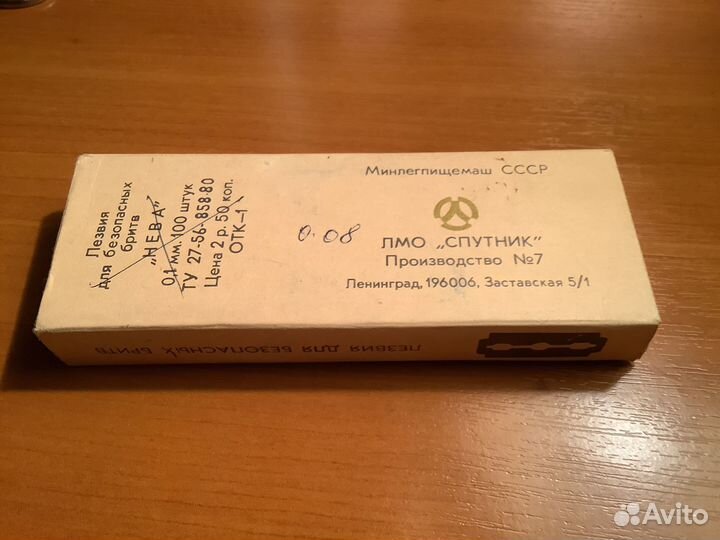 Лезвия
для безопасных
бритв
„НЕВА"
0,1 мм. 100 штук
ТУ 27-56-858-80
Цена 2 р. 50 коп.
ОТК-1
0.08
Минлегпищемаш СССР
ЛМО „СПУТНИК"
Производство №7
Ленинград, 196006, Заставская 5/1
ЛЕЗВИЯ ДЛЯ БЕЗОПАСНЫХ БРИТВ
Avito